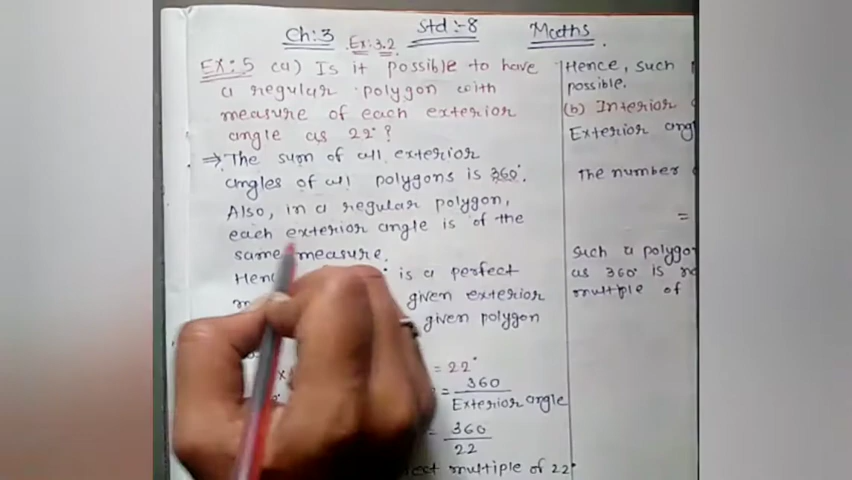 Ch:3 Std :- 8 Maths
Ex: 3.2
EX: 5 (a) Is it possible to have
a regular polygon with
measure of each exterior
angle as 22°?
⇒ The sum of all exterior
angles of all polygons is 360°.
Also, in a regular polygon,
each exterior angle is of the
same measure.
is a perfect
given exterior
given polygon
= 22°
= 360
Exterior angle
= 360
22
multiple of 22°
Hence, such
possible.
(b) Interior
Exterior
The number
=
Such a
as 360° is
multiple of